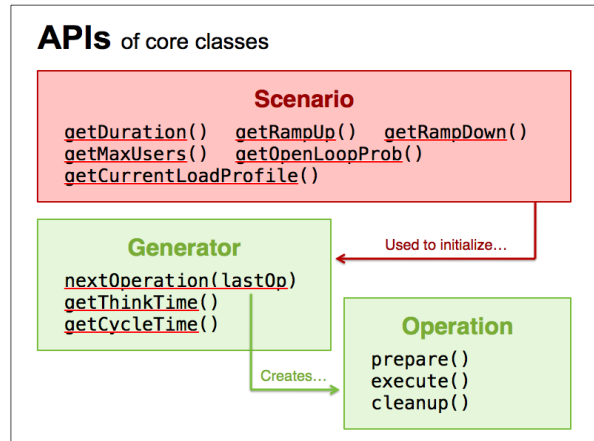 APIs of core classes
Scenario
getDuration() getRampUp() getRampDown()
getMaxUsers() getOpenLoopProb()
getCurrentLoadProfile()
Used to initialize…
Generator
nextOperation(lastOp)
getThinkTime()
getCycleTime()
Creates…
Operation
prepare()
execute()
cleanup()